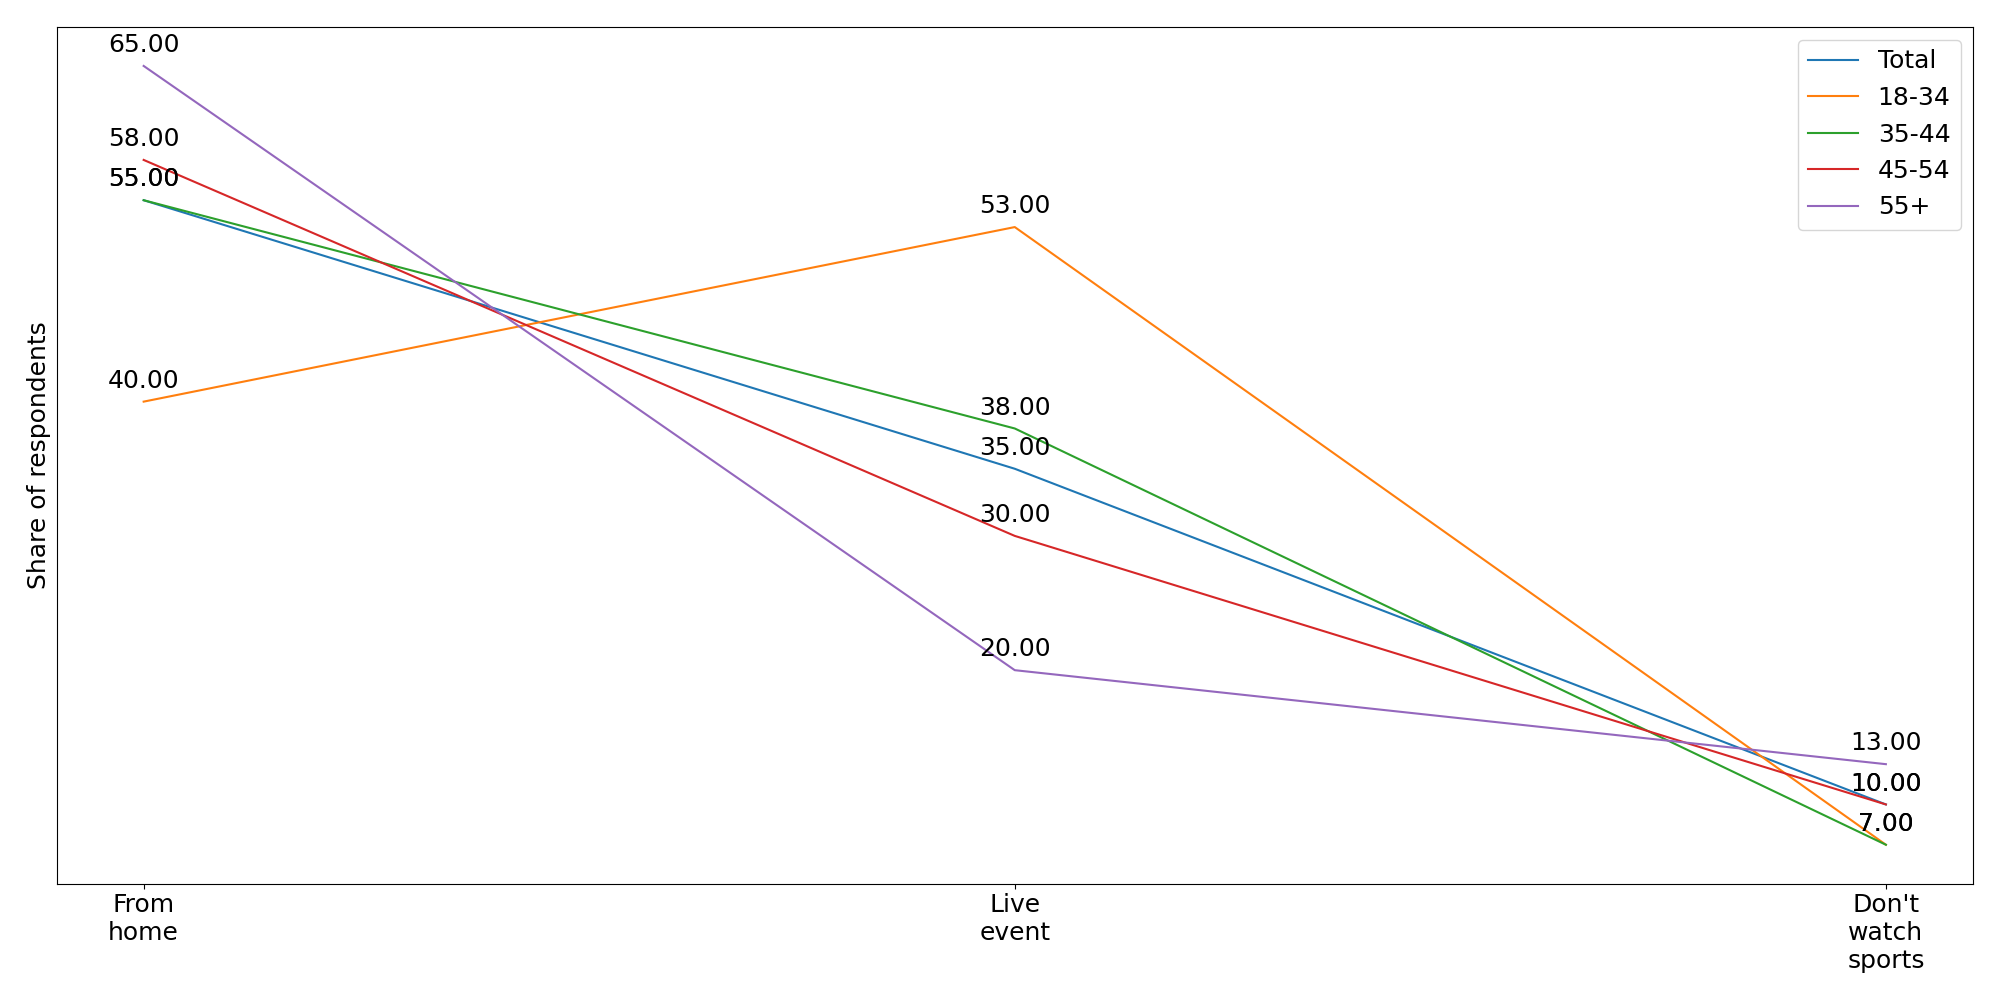 65.00
58.00
55.00
40.00
53.00
38.00
35.00
30.00
20.00
13.00
10.00
7.00
Total
18-34
35-44
45-54
55+
Share of respondents
From
home
Live
event
Don't
watch
sports